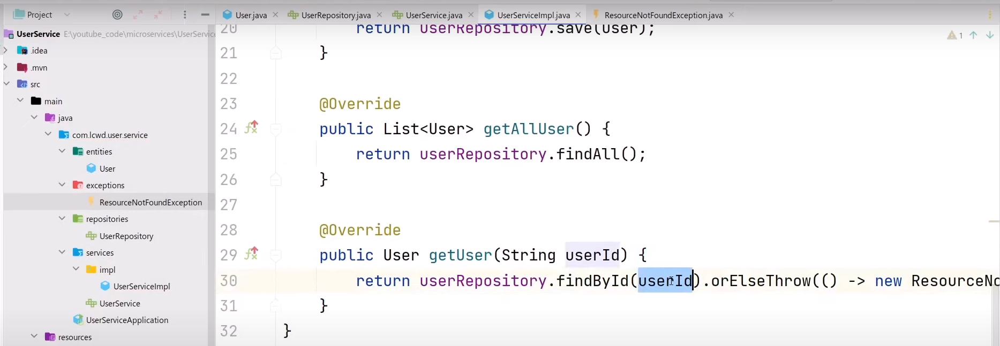 Project
User.java
UserRepository.java
UserService.java
UserServiceImpl.java
ResourceNotFoundException.java
UserService E:\youtube_code\microservices\UserService
.idea
.mvn
src
main
java
com.lcwd.user.service
entities
User
exceptions
ResourceNotFoundException
repositories
UserRepository
services
impl
UserServiceImpl
UserService
UserServiceApplication
resources
1
20 return userRepository.save(user);
21 }
22
23 @Override
24 public List<User> getAllUser() {
25 return userRepository.findAll();
26 }
27
28 @Override
29 public User getUser(String userId) {
30 return userRepository.findById(userId).orElseThrow(() -> new ResourceNo
31 }
32 }